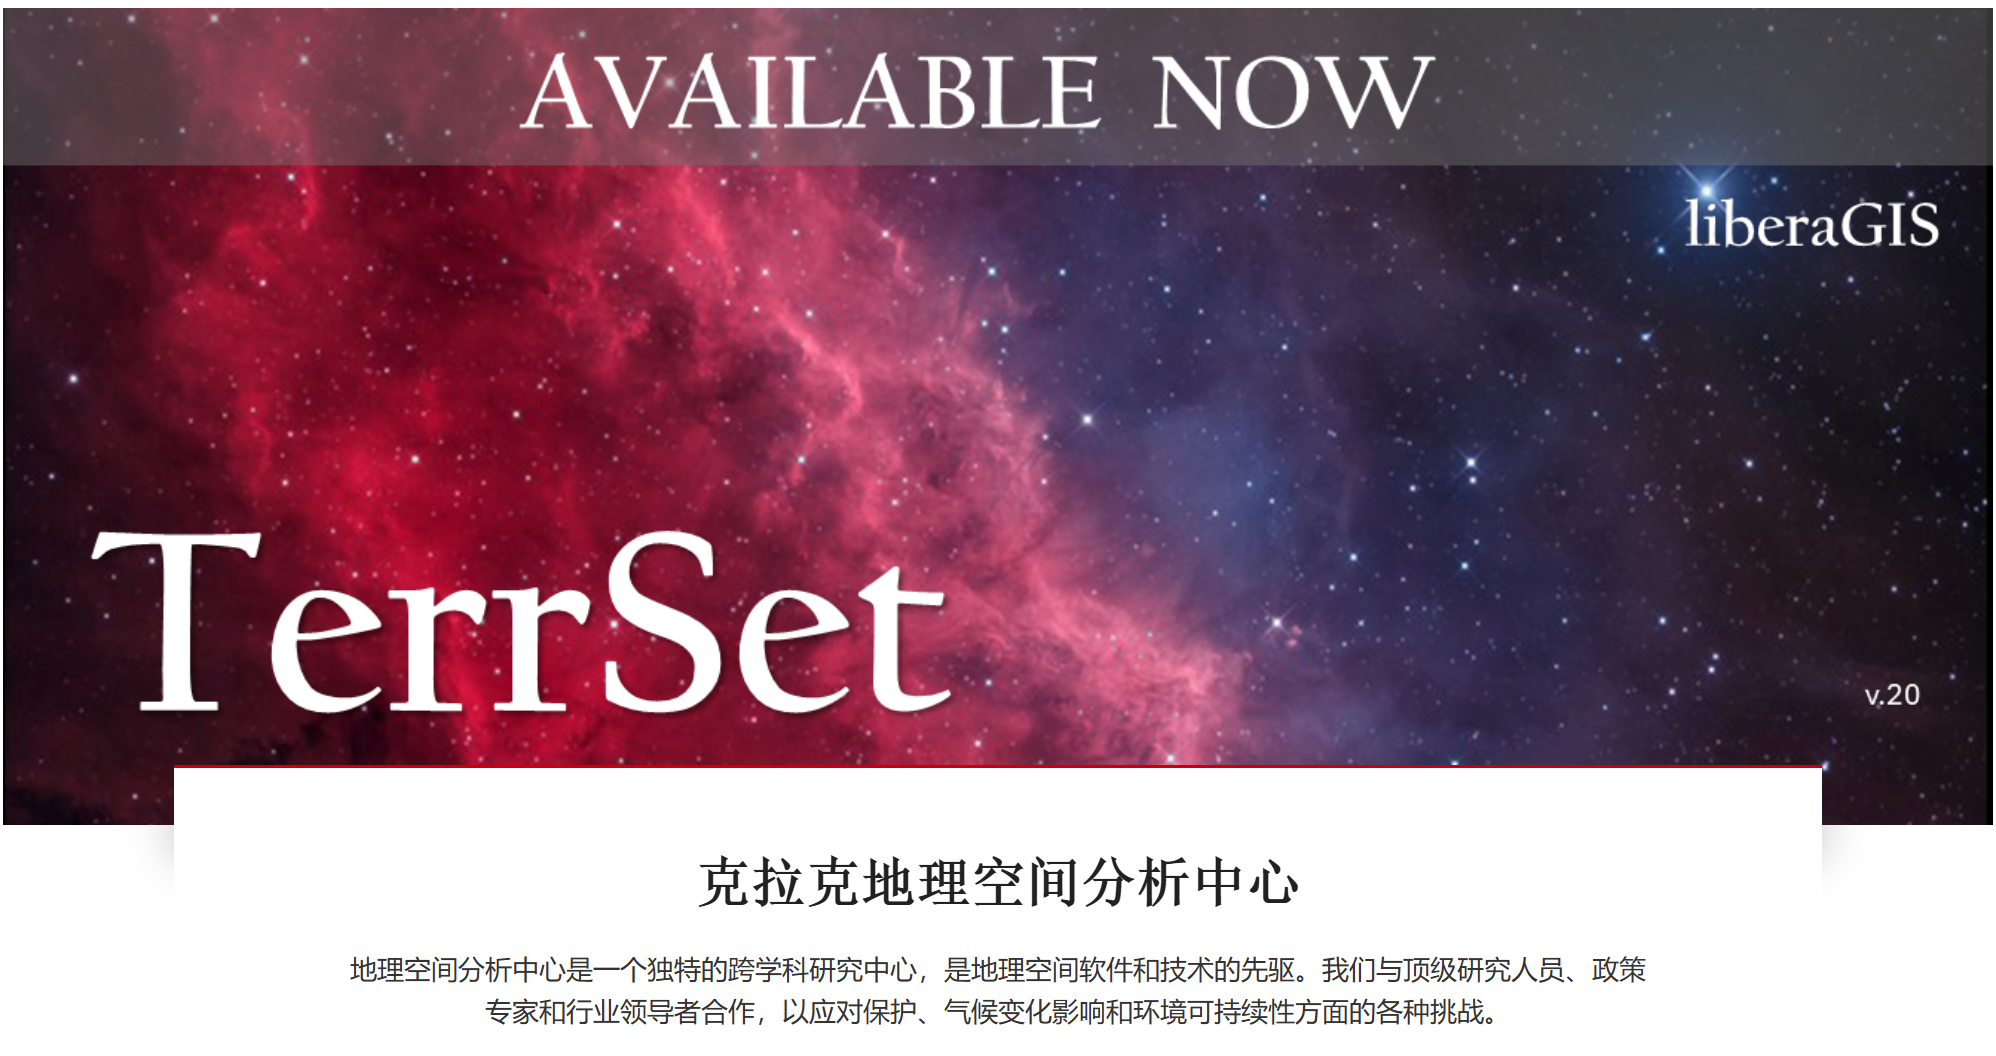 AVAILABLE NOW
liberaGIS
TerrSet
v.20
克拉克地理空间分析中心
地理空间分析中心是一个独特的跨学科研究中心，是地理空间软件和技术的先驱。我们与顶级研究人员、政策
专家和行业领导者合作，以应对保护、气候变化影响和环境可持续性方面的各种挑战。